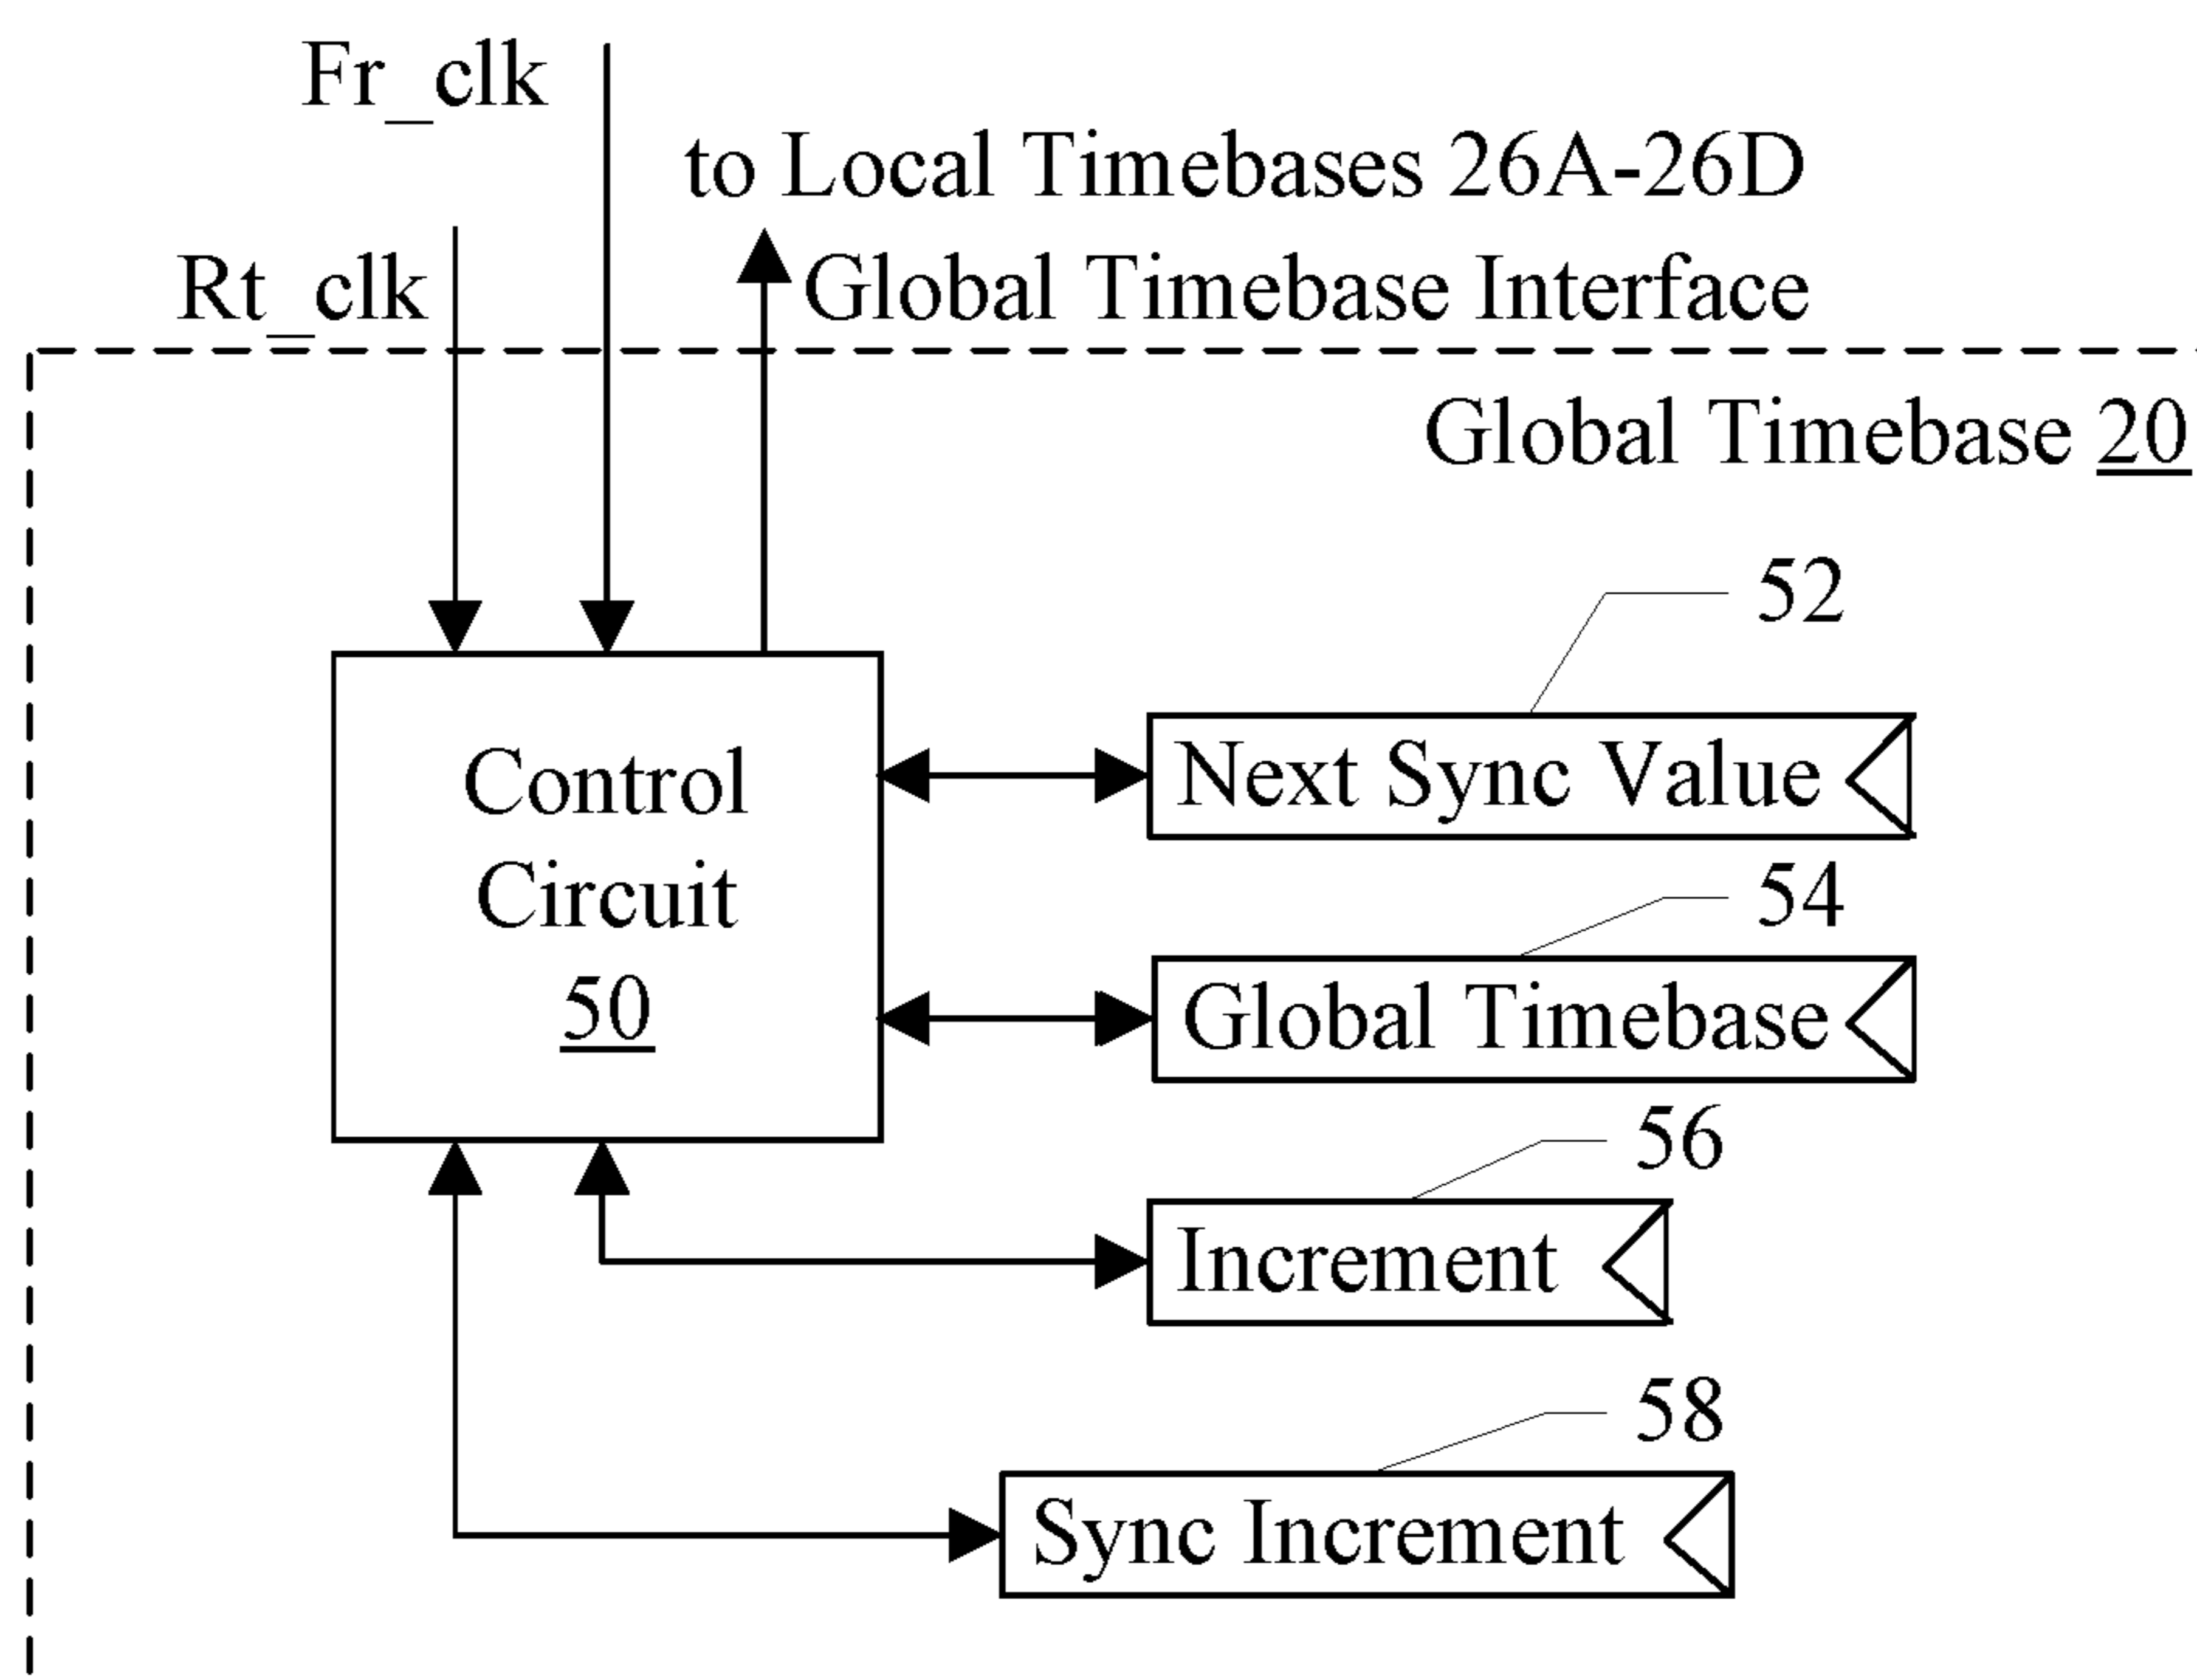 Fr_clk
to Local Timebases 26A-26D
Rt_clk
Global Timebase Interface
Global Timebase 20
52
Next Sync Value
Control
Circuit
50
54
Global Timebase
56
Increment
58
Sync Increment